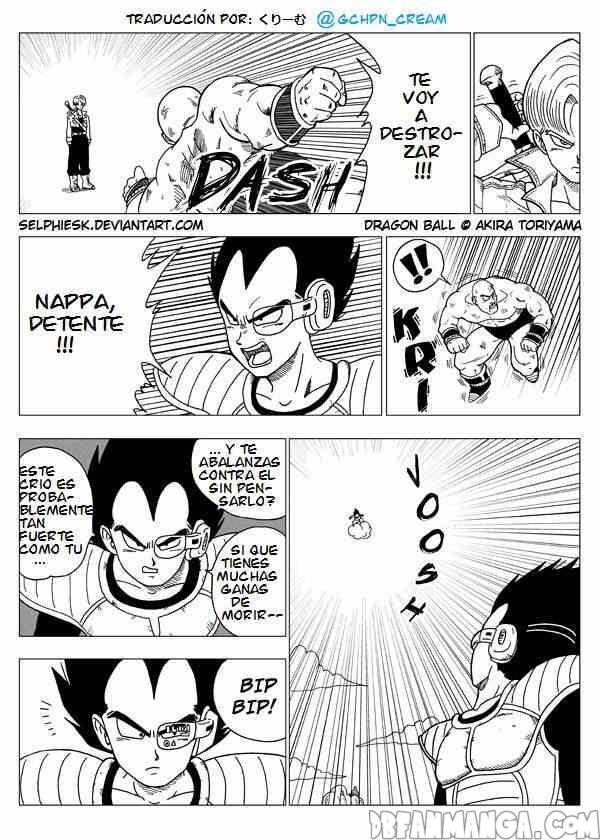 TRADUCCIÓN POR: くりーむ @GCHPN_CREAM
TE
VOY
A
DESTRO-
ZAR
!!!
DASH
SELPHIESK.DEVIANTART.COM
DRAGON BALL © AKIRA TORIYAMA
NAPPA,
DETENTE
!!!
!!
KRI
ESTE
CRIO ES
PROBA-
BLEMENTE
TAN
FUERTE
COMO TU
...
... Y TE
ABALANZAS
CONTRA EL
SIN PEN-
SARLO?
SI QUE
TIENES
MUCHAS
GANAS
DE
MORIR--
VOOSH
BIP
BIP!
DBFANMANGA.COM